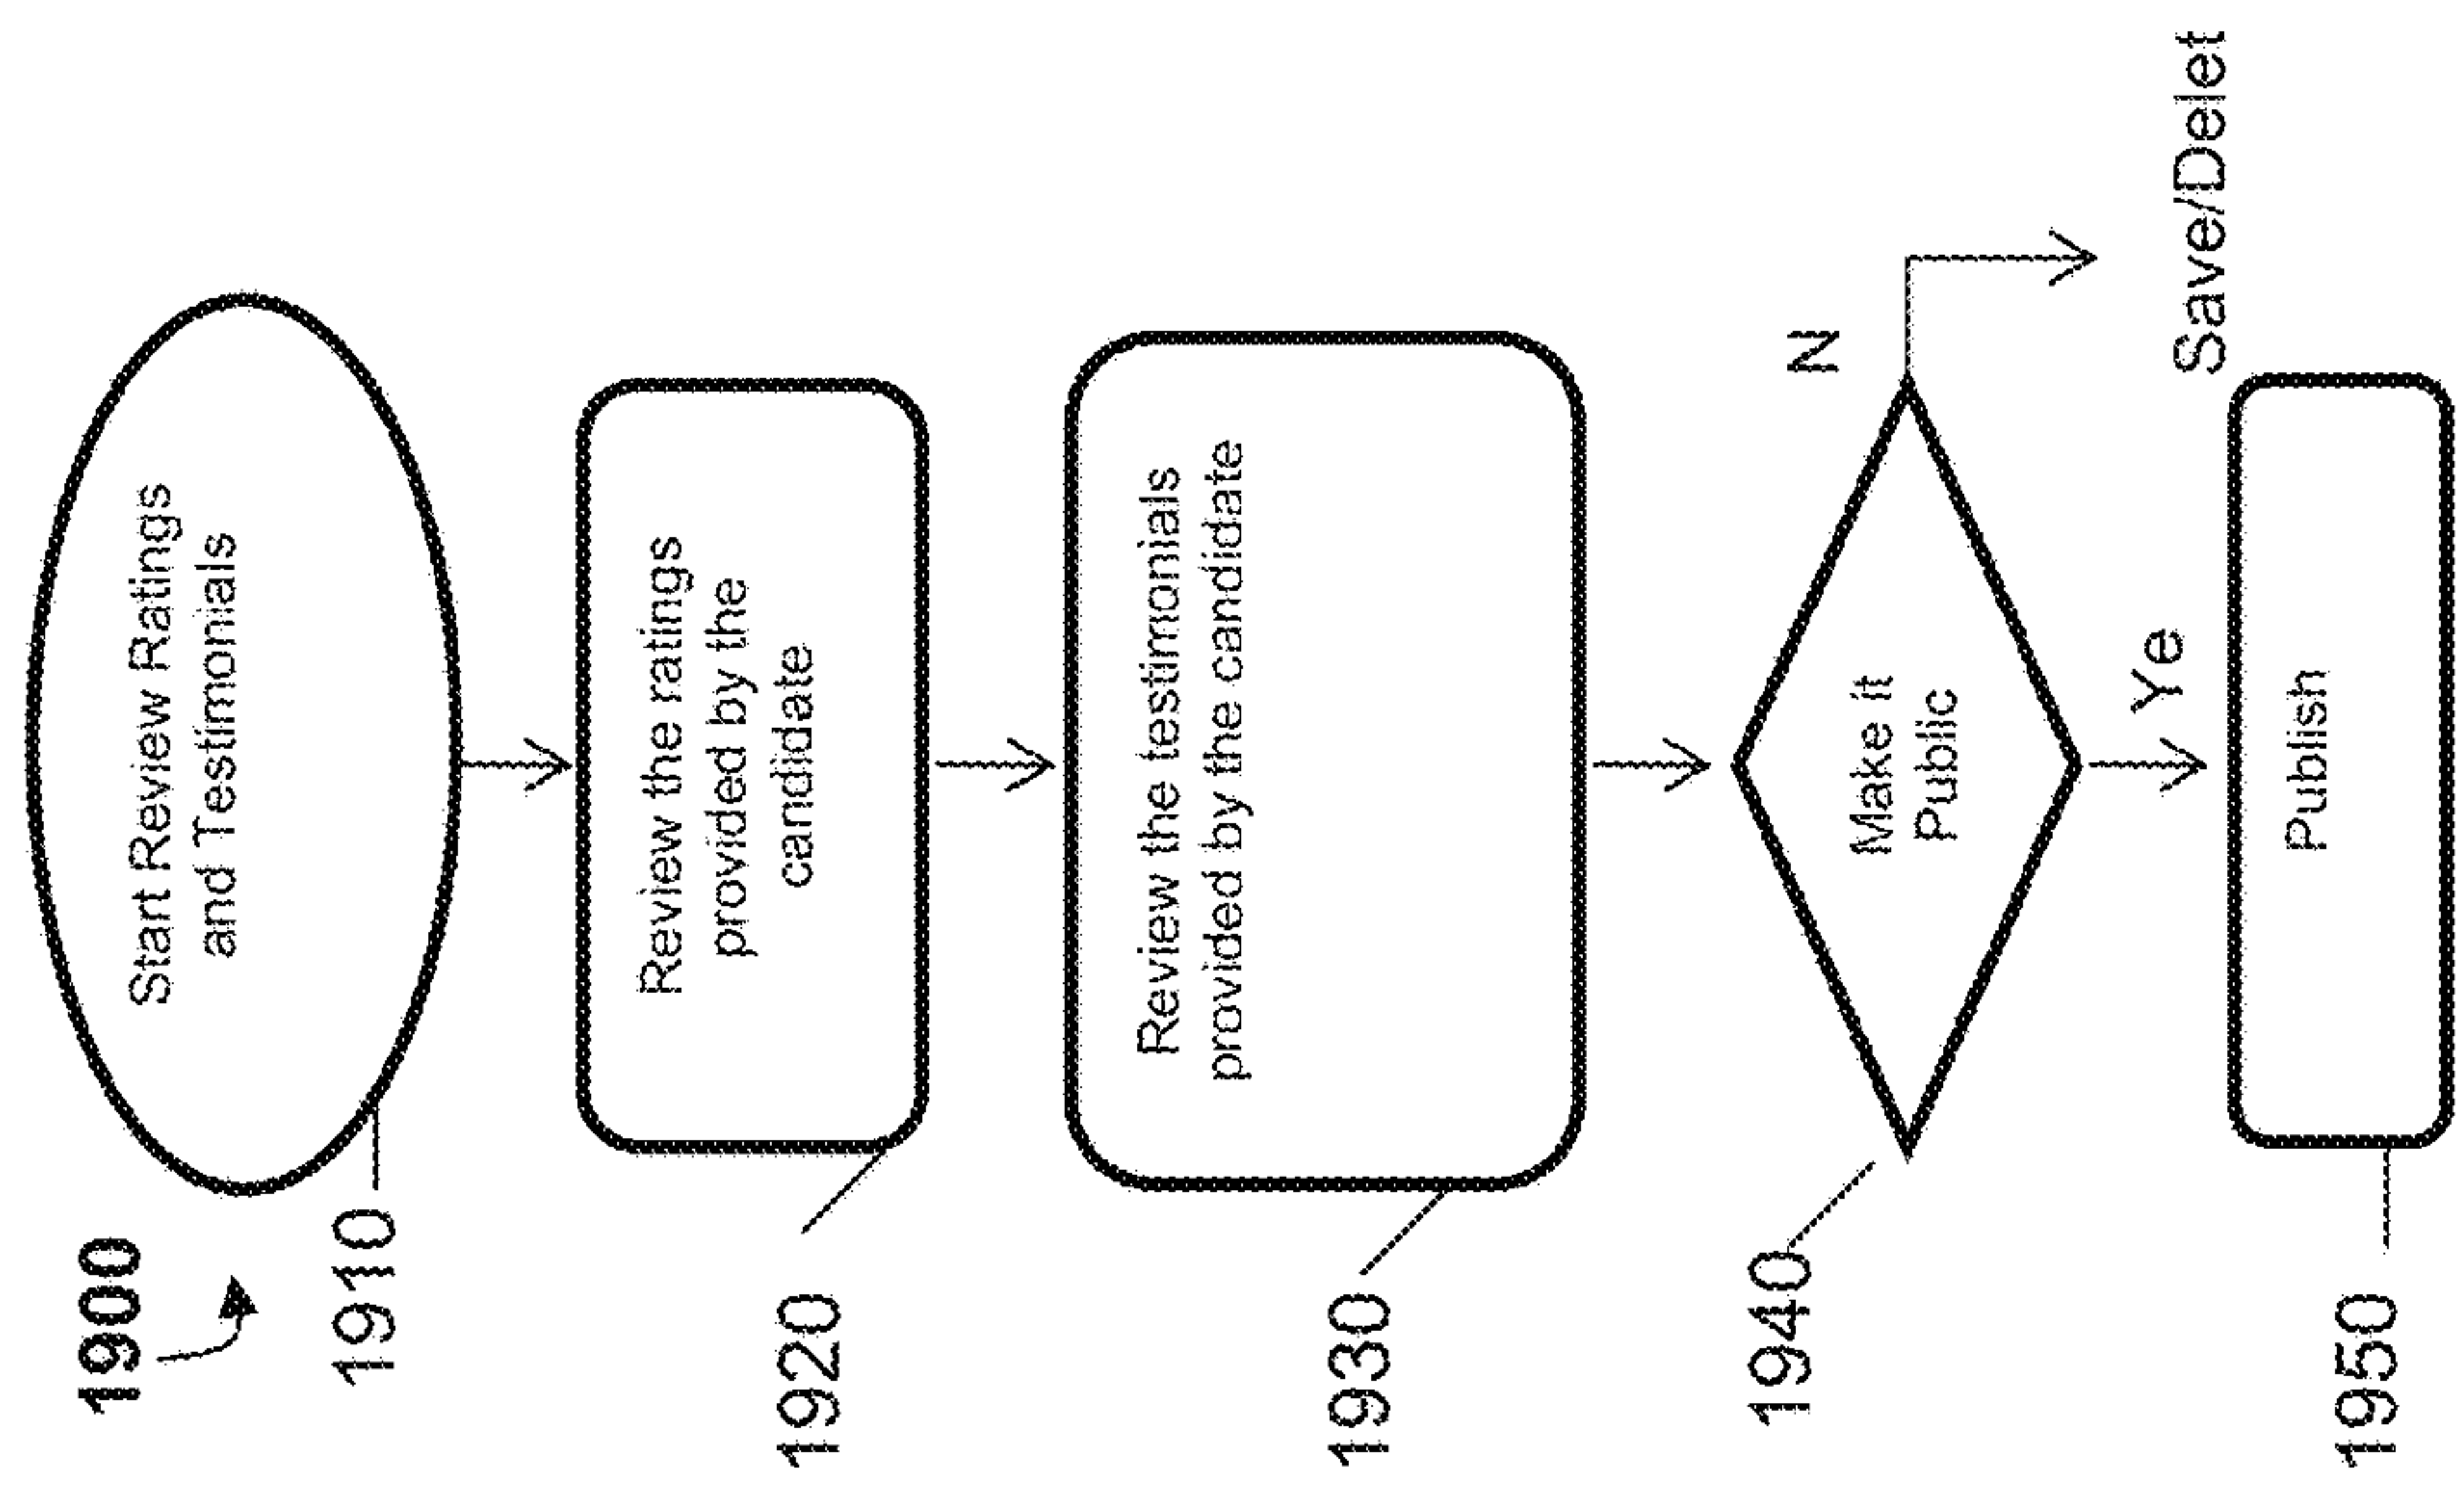 1900
1910
Start Review Ratings
and Testimonials
1920
Review the ratings
provided by the
candidate
1930
Review the testimonials
provided by the candidate
1940
Make it
Public
N
Ye
Save/Delet
1950
Publish